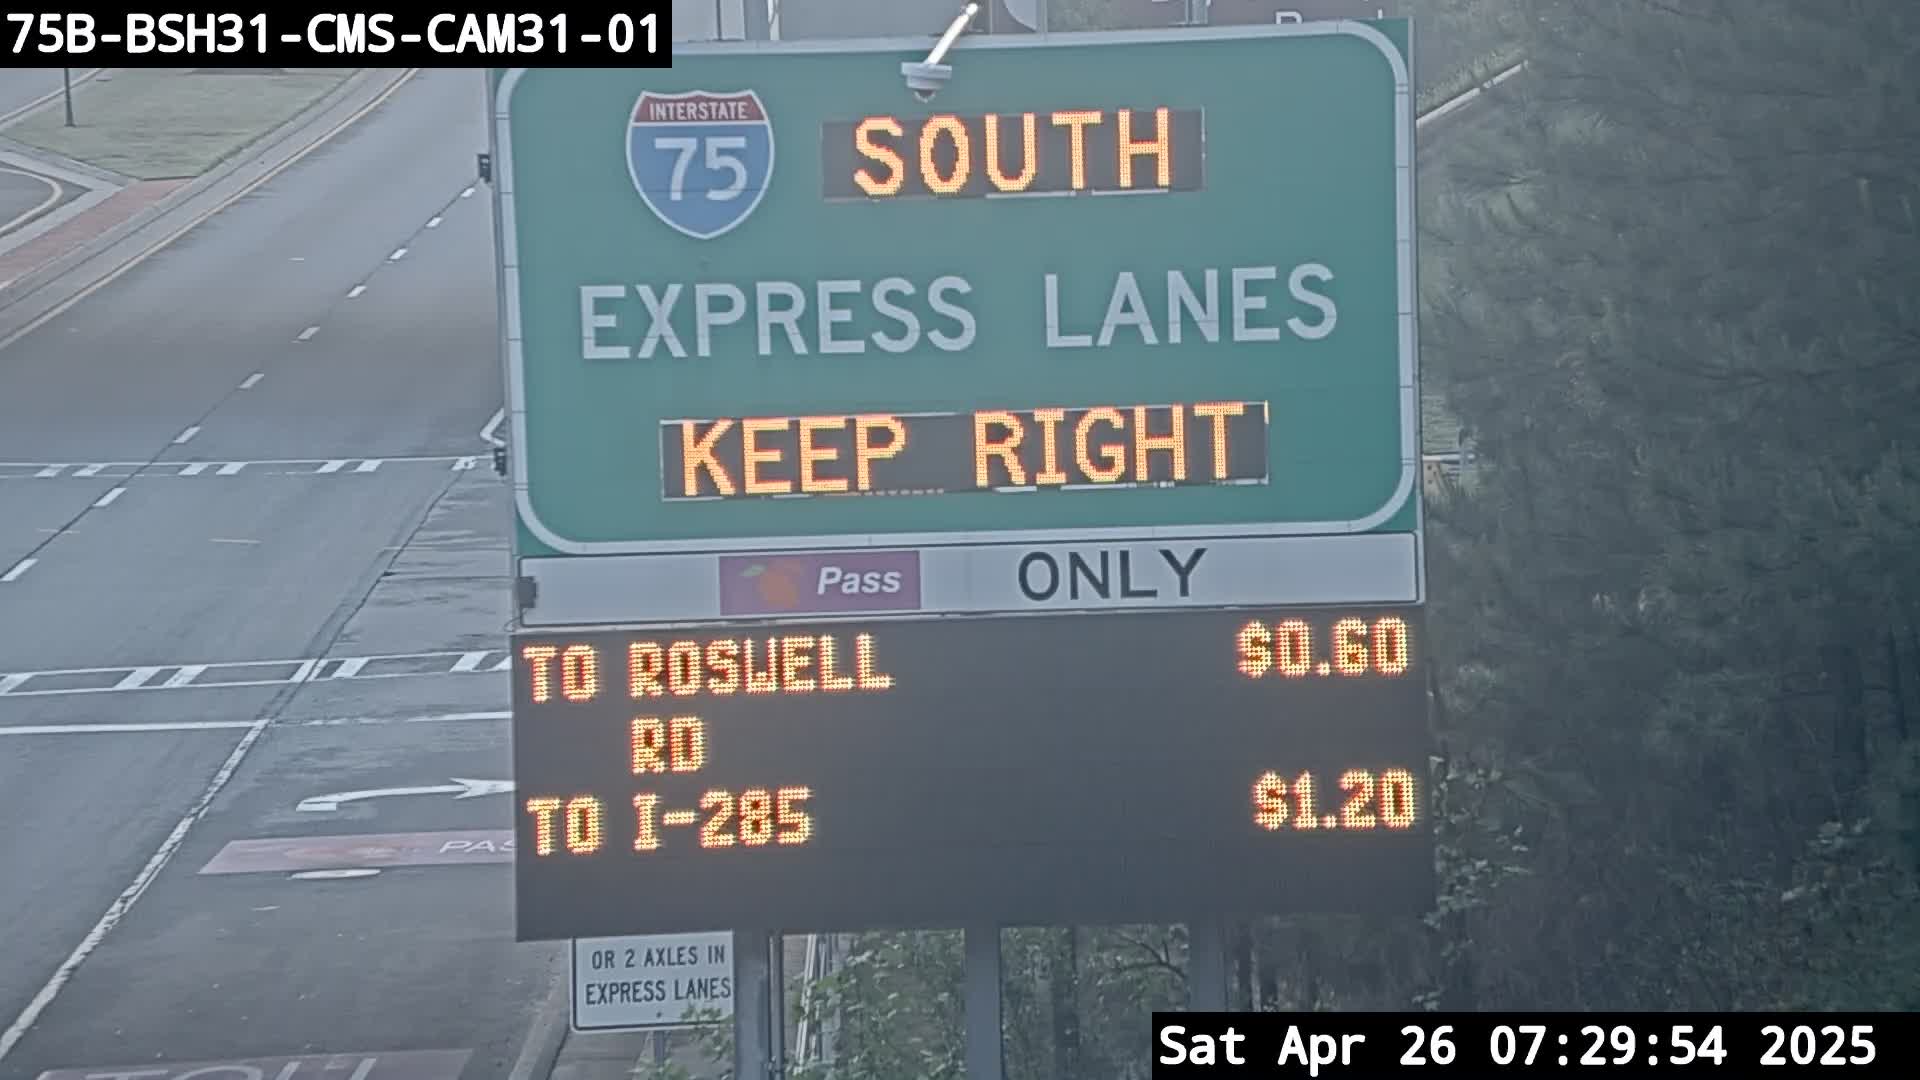 75B-BSH31-CMS-CAM31-01
INTERSTATE
75
SOUTH
EXPRESS LANES
KEEP RIGHT
Pass ONLY
TO ROSWELL $0.60
RD
TO I-285 $1.20
OR 2 AXLES IN
EXPRESS LANES
Sat Apr 26 07:29:54 2025